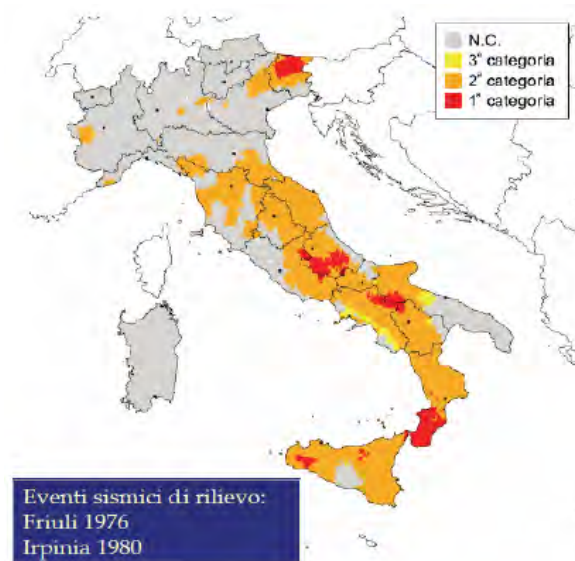 N.C.
3ª categoria
2ª categoria
1ª categoria
Eventi sismici di rilievo:
Friuli 1976
Irpinia 1980